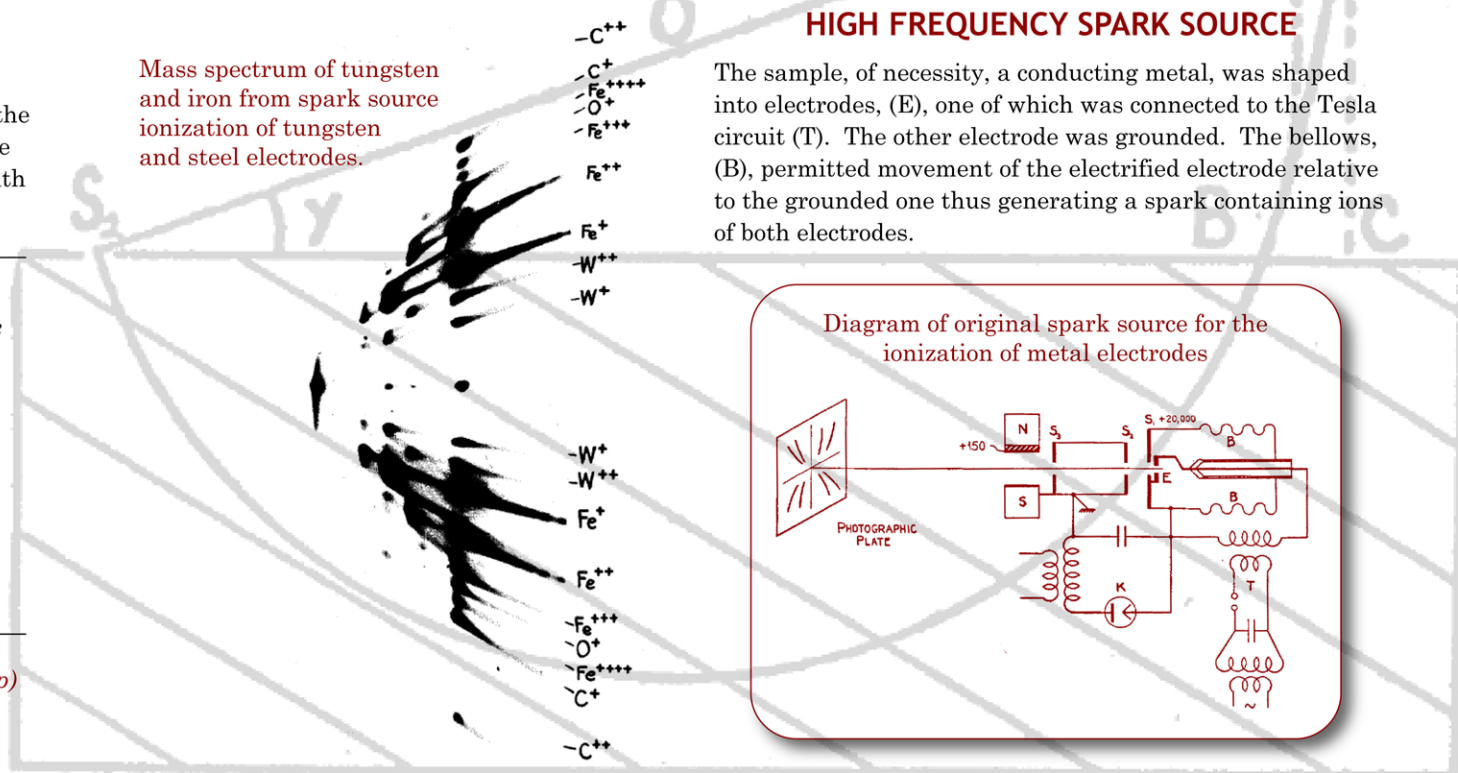 the
e
th
p)
Mass spectrum of tungsten
and iron from spark source
ionization of tungsten
and steel electrodes.
-C++
-C+
-Fe++++
-O+
-Fe+++
Fe++
Fe+
-W++
-W+
-W+
-W++
Fe+
Fe++
-Fe+++
-O+
-Fe++++
-C+
-C++
HIGH FREQUENCY SPARK SOURCE
The sample, of necessity, a conducting metal, was shaped
into electrodes, (E), one of which was connected to the Tesla
circuit (T). The other electrode was grounded. The bellows,
(B), permitted movement of the electrified electrode relative
to the grounded one thus generating a spark containing ions
of both electrodes.
Diagram of original spark source for the
ionization of metal electrodes
N
S₃
S₂
S₁ +20,000
+150
B
E
S
B
PHOTOGRAPHIC
PLATE
K
T
~
O
S₂
γ
B
C